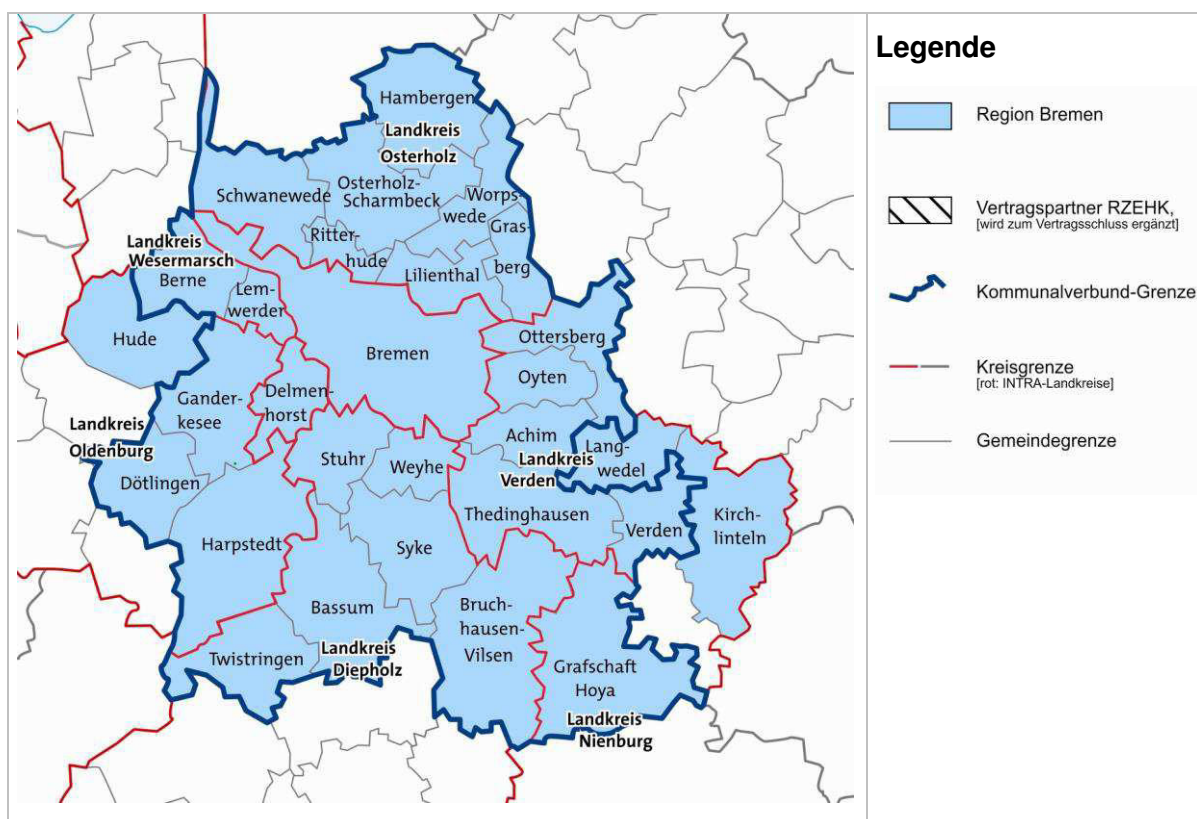 Hambergen
Landkreis
Osterholz
Schwanewede
Osterholz-
Scharmbeck
Worps-
wede
Ritter-
hude
Gras-
berg
Lilienthal
Landkreis
Wesermarsch
Berne
Lem-
werder
Hude
Bremen
Ottersberg
Oyten
Gander-
kesee
Delmen-
horst
Landkreis
Oldenburg
Dötlingen
Stuhr
Weyhe
Achim
Landkreis
Verden
Lang-
wedel
Thedinghausen
Verden
Kirch-
linteln
Harpstedt
Syke
Bassum
Bruch-
hausen-
Vilsen
Twistringen
Landkreis
Diepholz
Grafschaft
Hoya
Landkreis
Nienburg
Legende
Region Bremen
Vertragspartner RZEHK,
[wird zum Vertragsschluss ergänzt]
Kommunalverbund-Grenze
Kreisgrenze
[rot: INTRA-Landkreise]
Gemeindegrenze